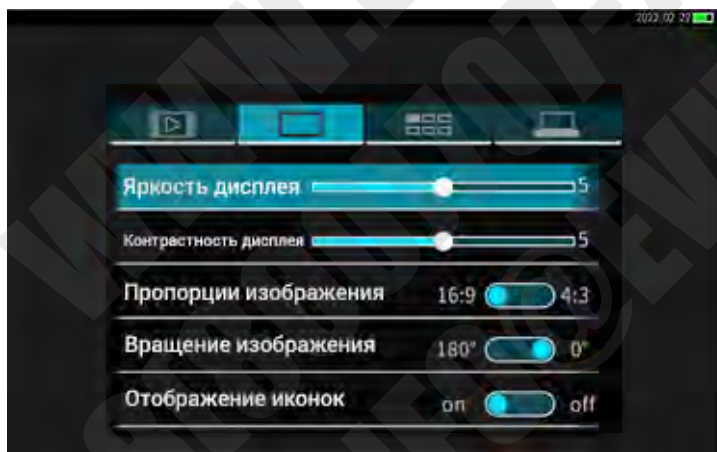 2022 02 27
Яркость дисплея 5
Контрастность дисплея 5
Пропорции изображения 16:9 4:3
Вращение изображения 180° 0°
Отображение иконок on off